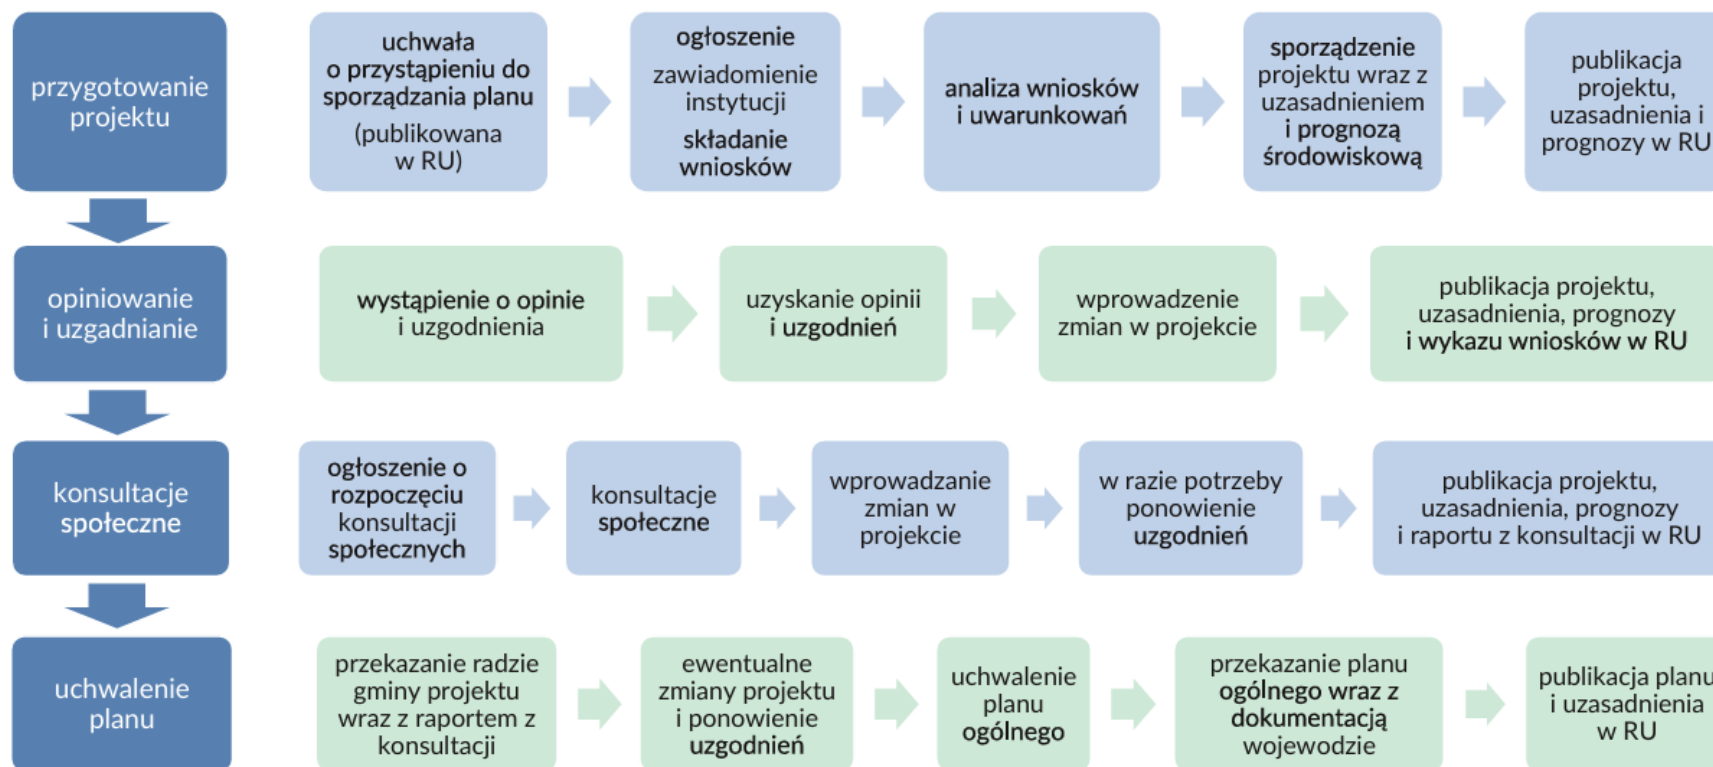 przygotowanie
projektu
uchwała
o przystąpieniu do
sporządzania planu
(publikowana
w RU)
ogłoszenie
zawiadomienie
instytucji
składanie
wniosków
analiza wniosków
i uwarunkowań
sporządzenie
projektu wraz z
uzasadnieniem
i prognozą
środowiskową
publikacja
projektu,
uzasadnienia i
prognozy w RU
opiniowanie
i uzgadnianie
wystąpienie o opinie
i uzgodnienia
uzyskanie opinii
i uzgodnień
wprowadzenie
zmian w projekcie
publikacja projektu,
uzasadnienia, prognozy
i wykazu wniosków w RU
konsultacje
społeczne
ogłoszenie o
rozpoczęciu
konsultacji
społecznych
konsultacje
społeczne
wprowadzanie
zmian w
projekcie
w razie potrzeby
ponowienie
uzgodnień
publikacja projektu,
uzasadnienia, prognozy
i raportu z konsultacji w RU
uchwalenie
planu
przekazanie radzie
gminy projektu
wraz z raportem z
konsultacji
ewentualne
zmiany projektu
i ponowienie
uzgodnień
uchwalenie
planu
ogólnego
przekazanie planu
ogólnego wraz z
dokumentacją
wojewodzie
publikacja planu
i uzasadnienia
w RU